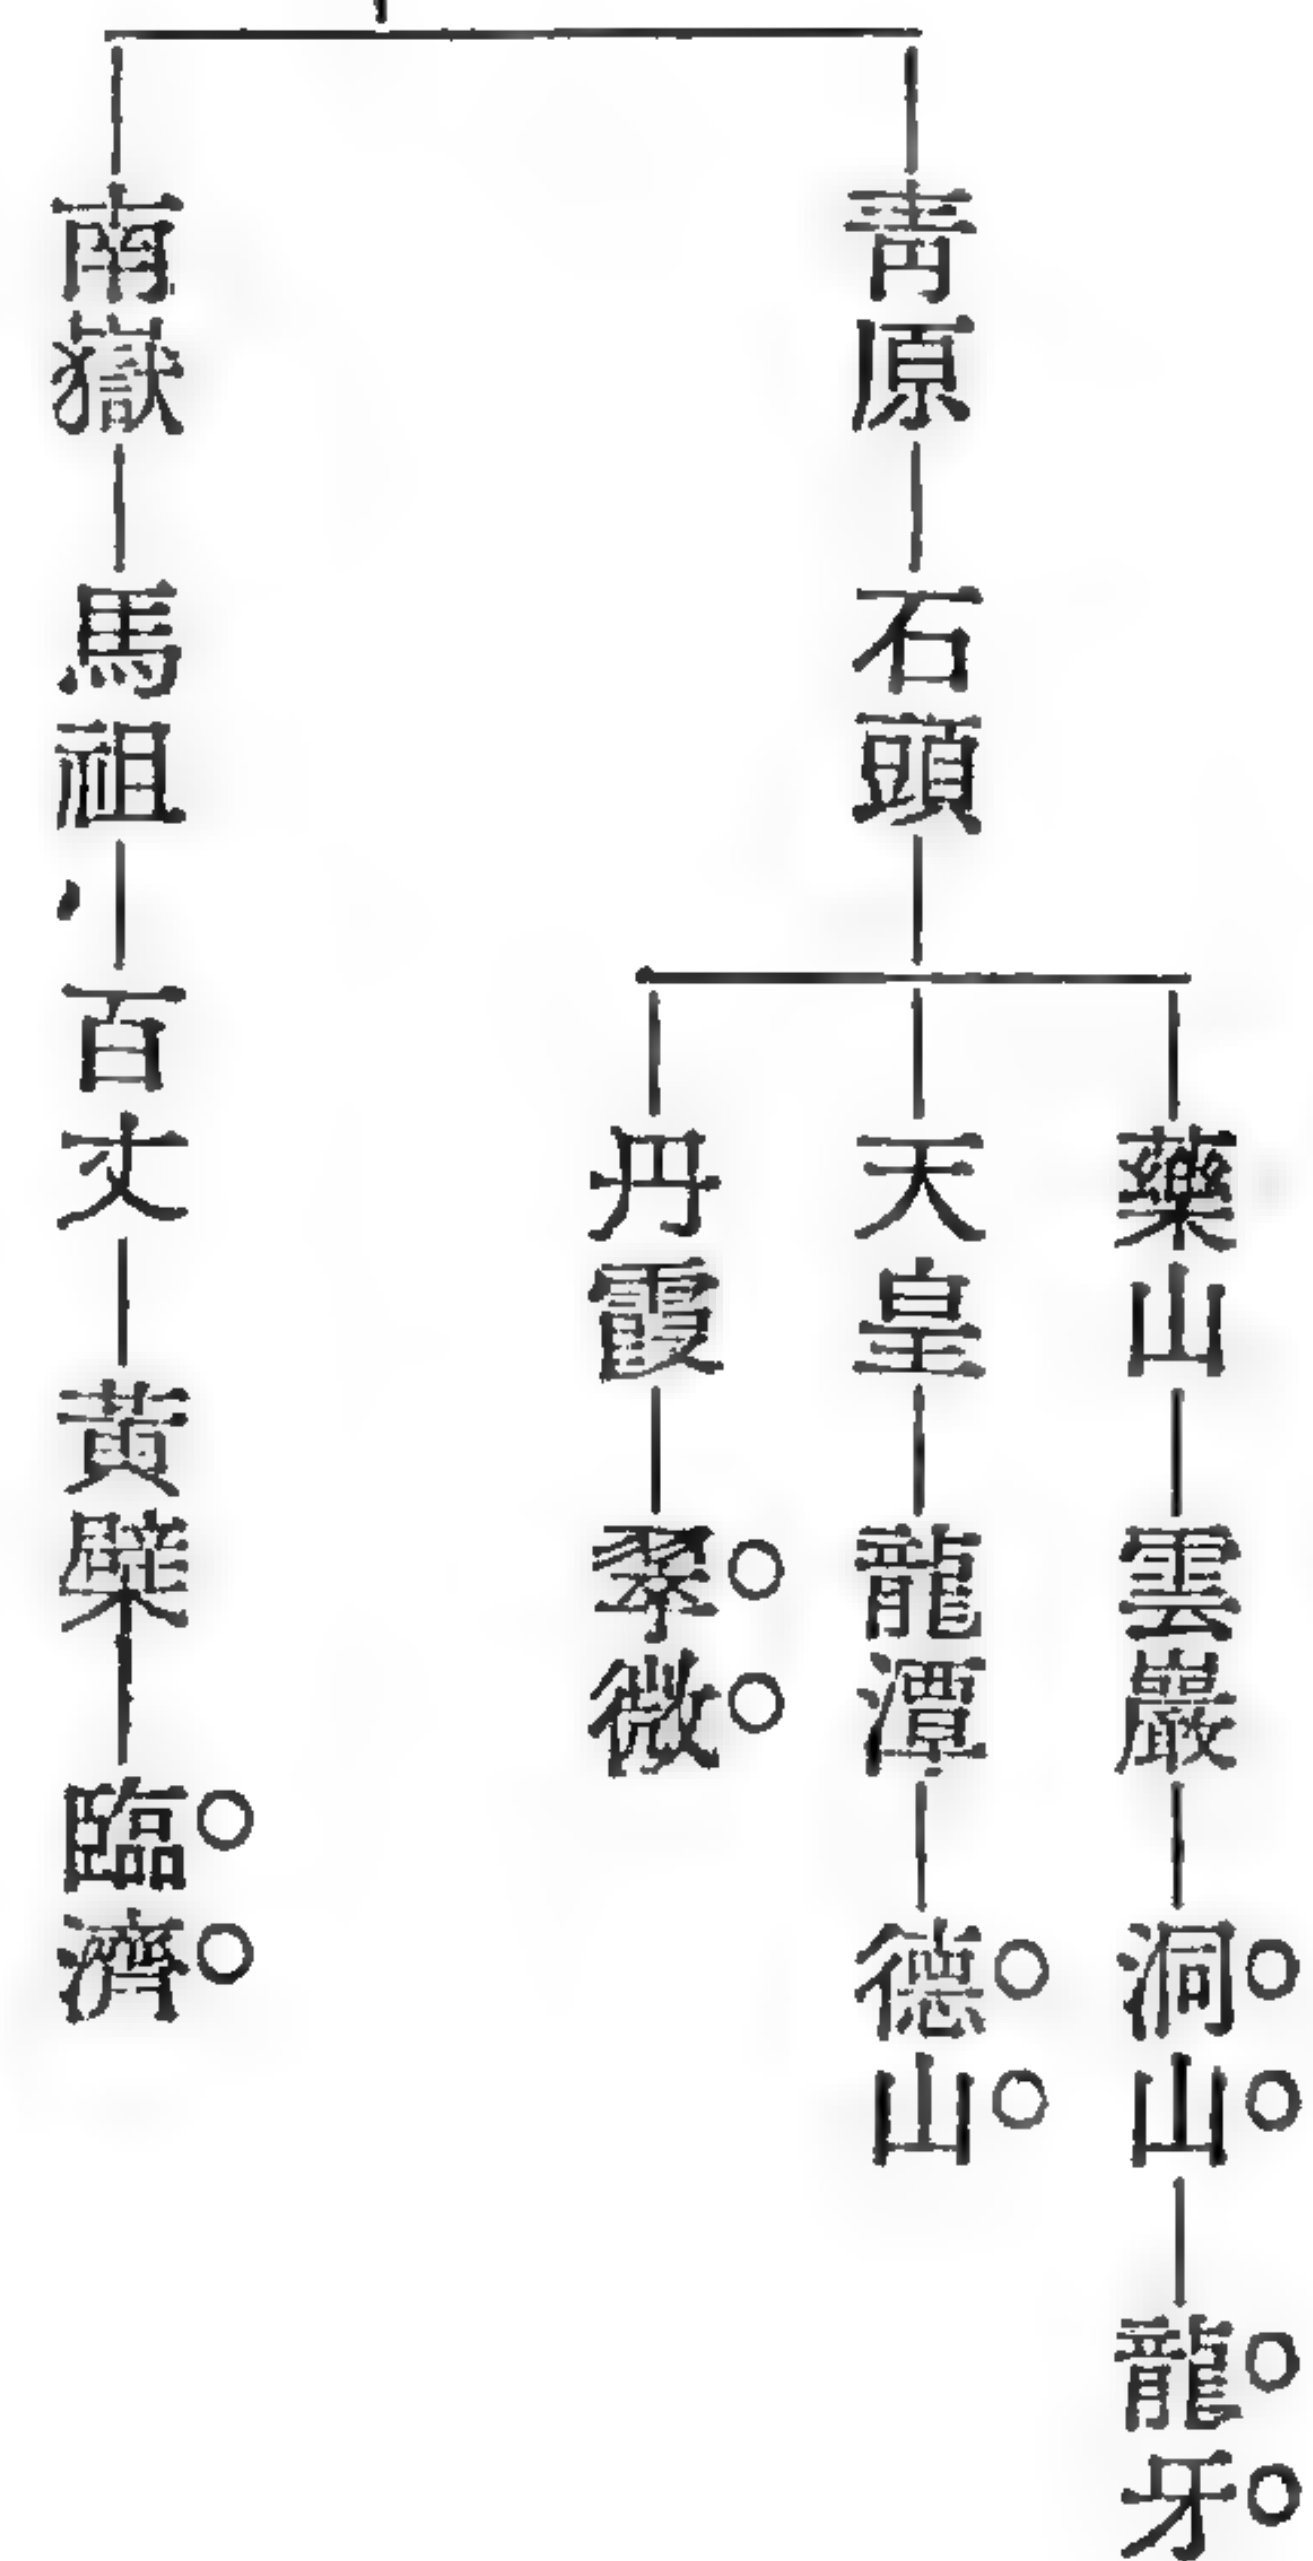 青原
石頭
藥山
雲巖
洞山
龍牙
天皇
龍潭
德山
丹霞
翠微
南嶽
馬祖
百丈
黃檗
臨濟